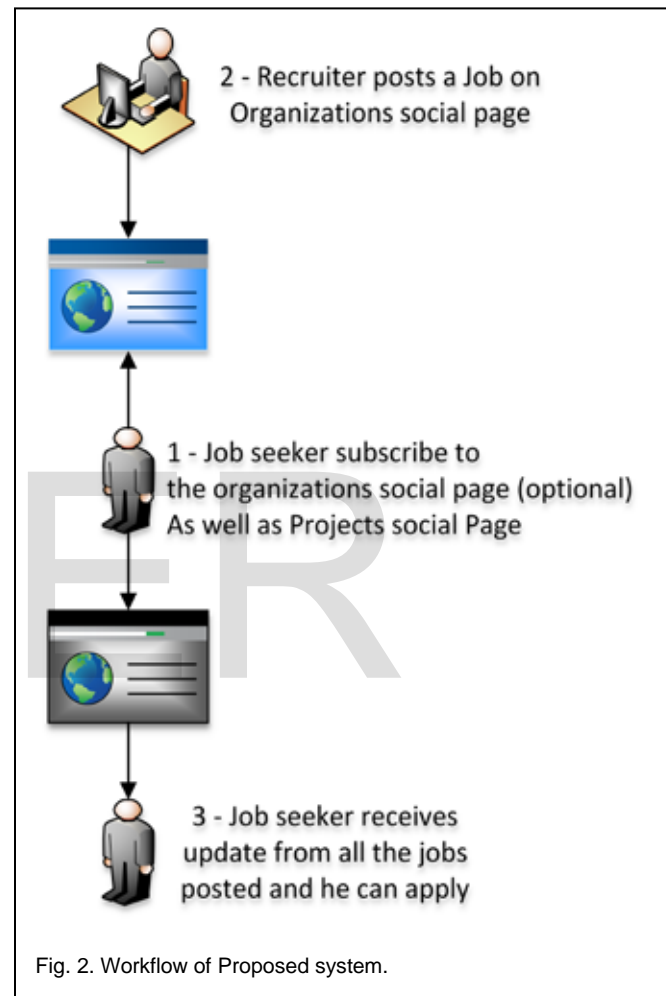 2 - Recruiter posts a Job on
Organizations social page
1 - Job seeker subscribe to
the organizations social page (optional)
As well as Projects social Page
ER
3 - Job seeker receives
update from all the jobs
posted and he can apply
Fig. 2. Workflow of Proposed system.